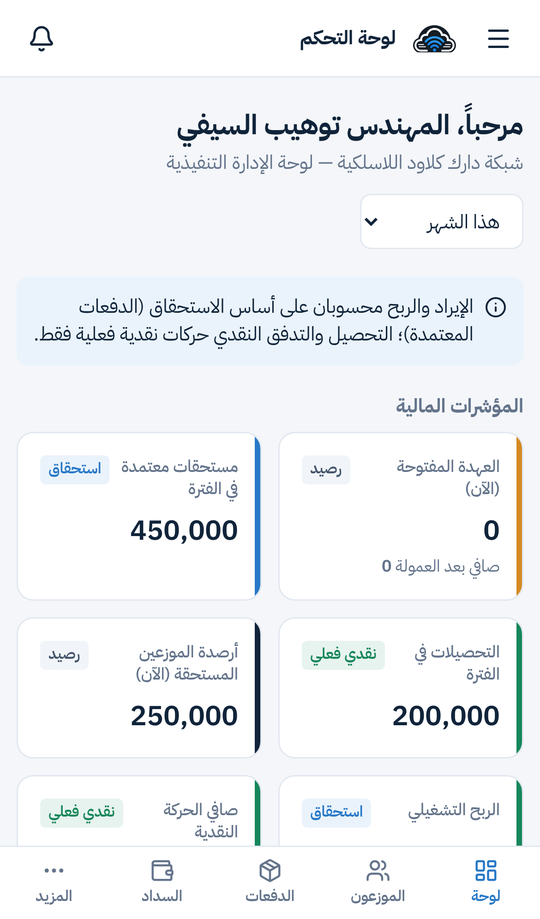 لوحة التحكم
مرحباً، المهندس توهيب السيفي
شبكة دارك كلاود اللاسلكية — لوحة الإدارة التنفيذية
هذا الشهر
الإيراد والربح محسوبان على أساس الاستحقاق (الدفعات
المعتمدة)؛ التحصيل والتدفق النقدي حركات نقدية فعلية فقط.
المؤشرات المالية
العهدة المفتوحة
(الآن)
رصيد
0
صافي بعد العمولة 0
مستحقات معتمدة
في الفترة
استحقاق
450,000
التحصيلات في
الفترة
نقدي فعلي
200,000
أرصدة الموزعين
المستحقة (الآن)
رصيد
250,000
الربح التشغيلي
استحقاق
صافي الحركة
النقدية
نقدي فعلي
لوحة
الموزعون
الدفعات
السداد
المزيد